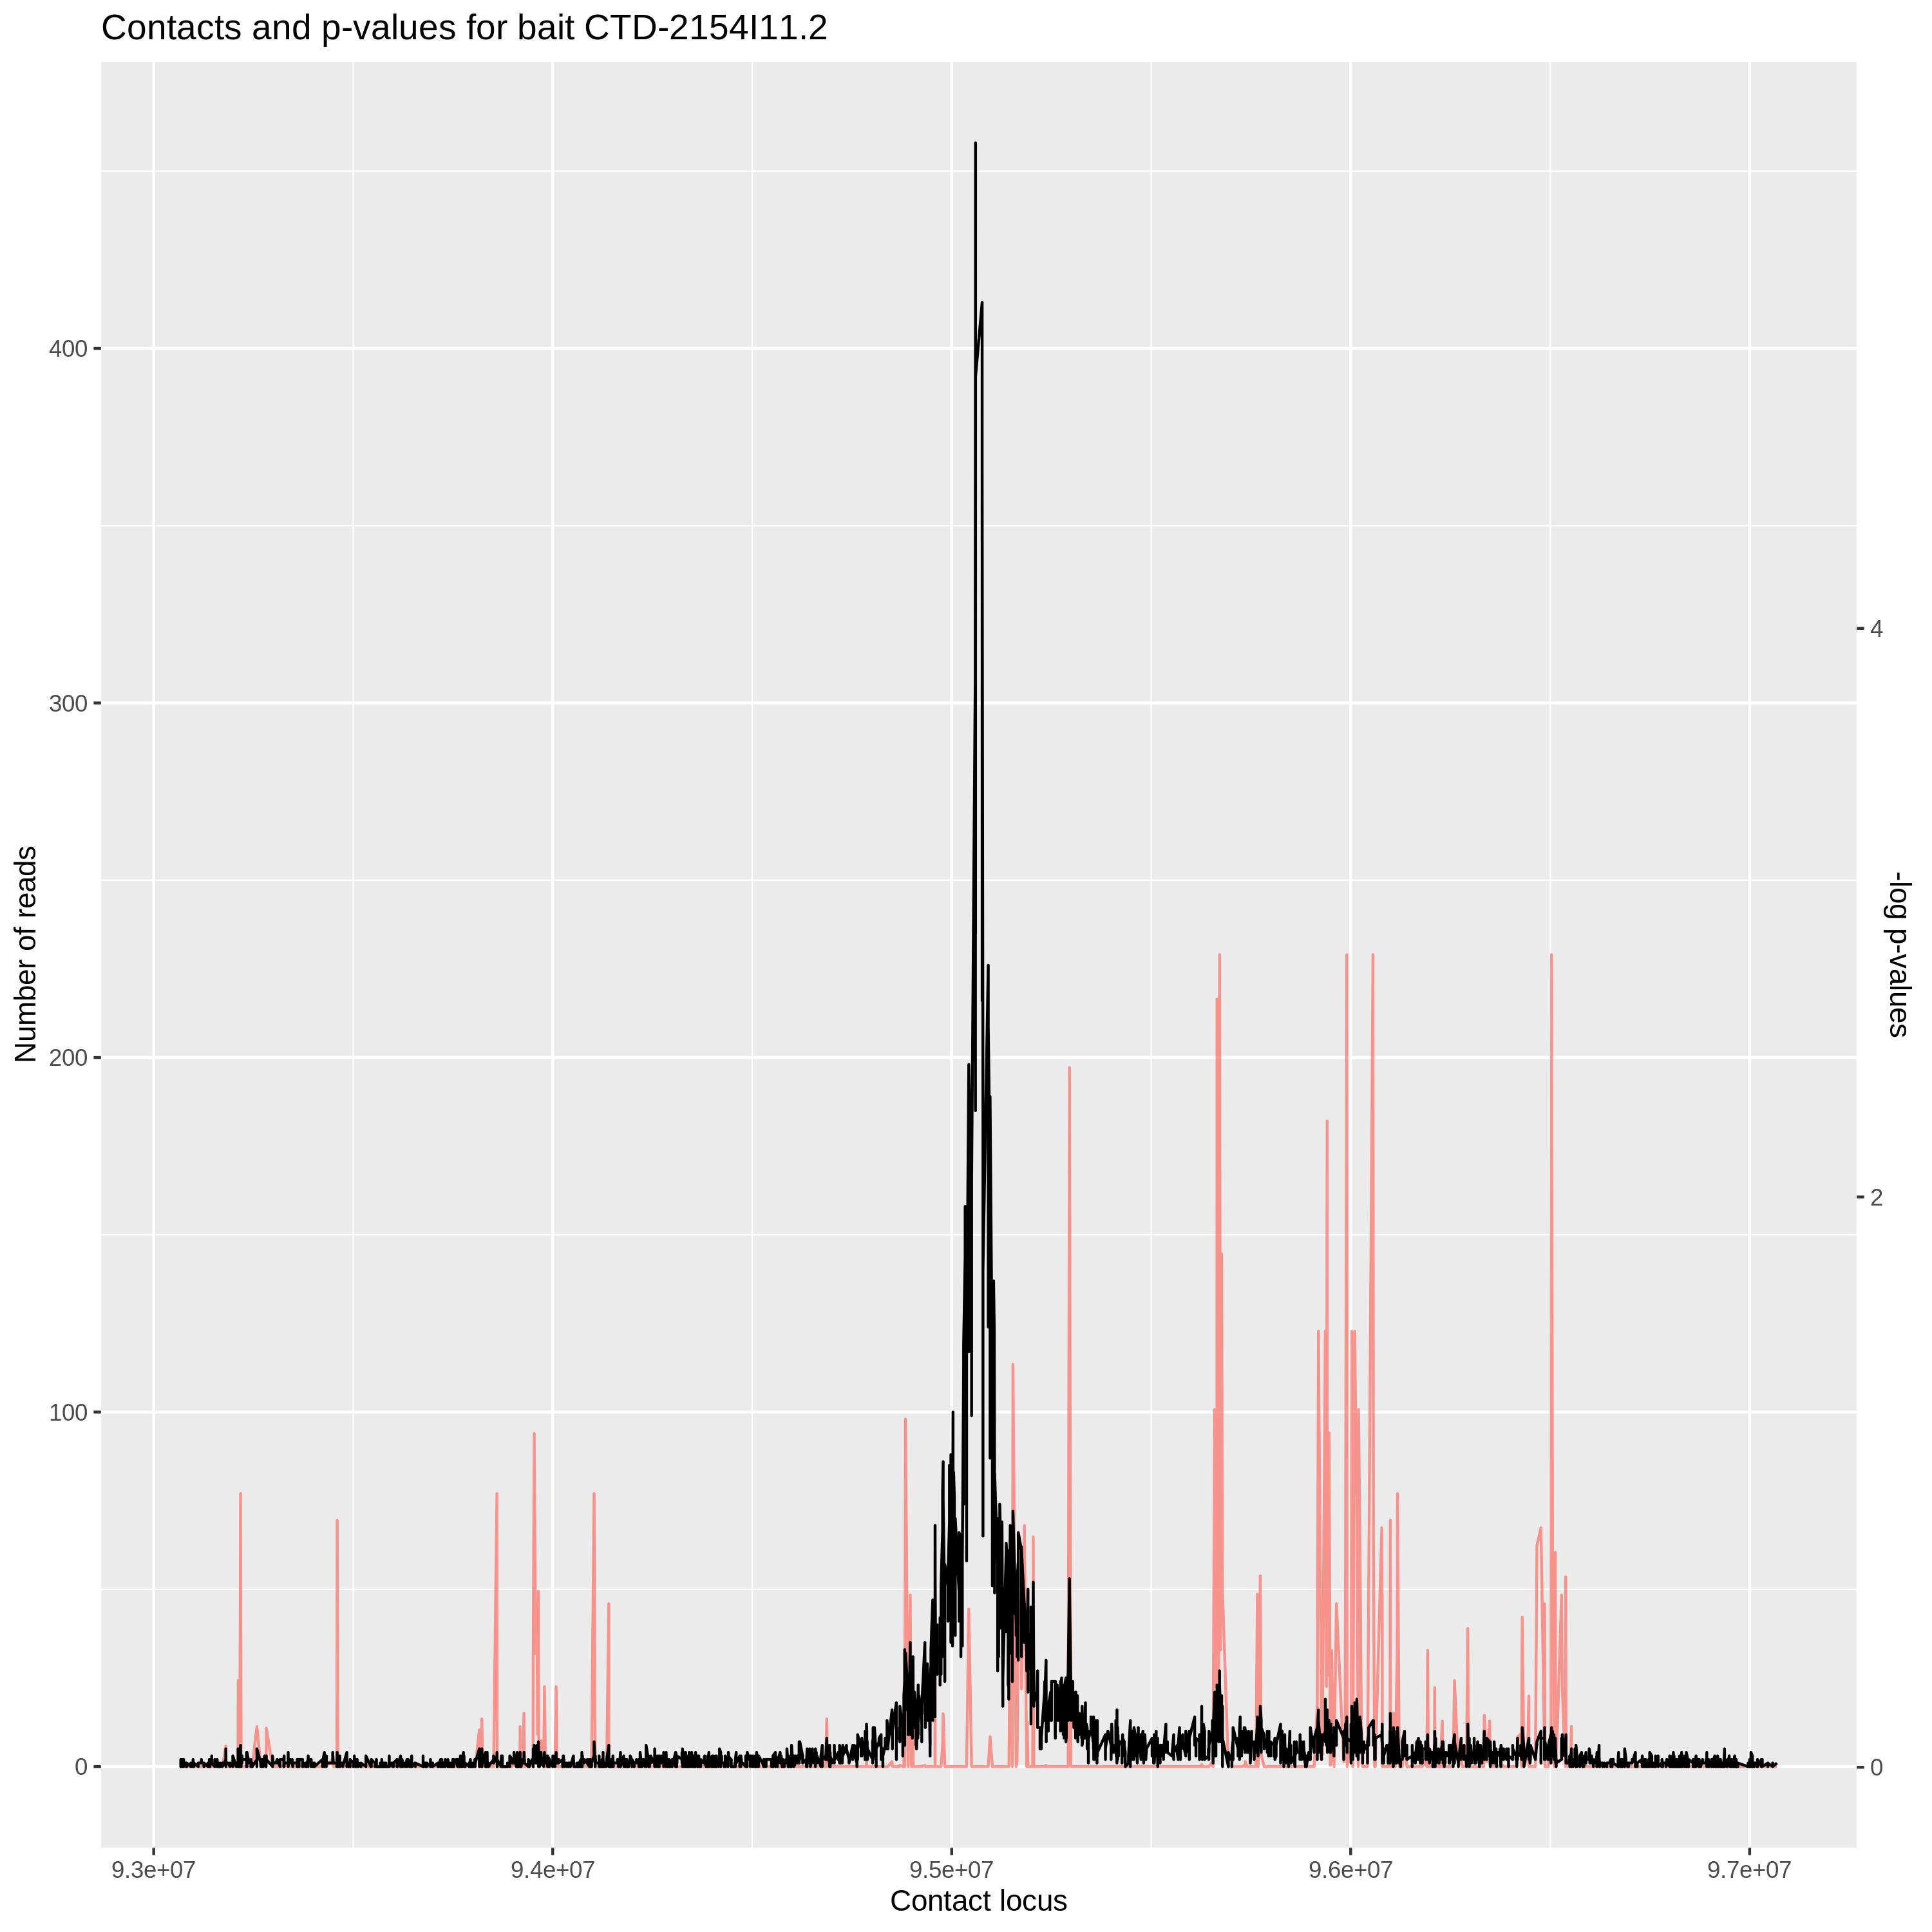 Contacts and p-values for bait CTD-2154I11.2
400
300
200
100
0
Number of reads
4
2
0
-log p-values
9.3e+07
9.4e+07
9.5e+07
9.6e+07
9.7e+07
Contact locus